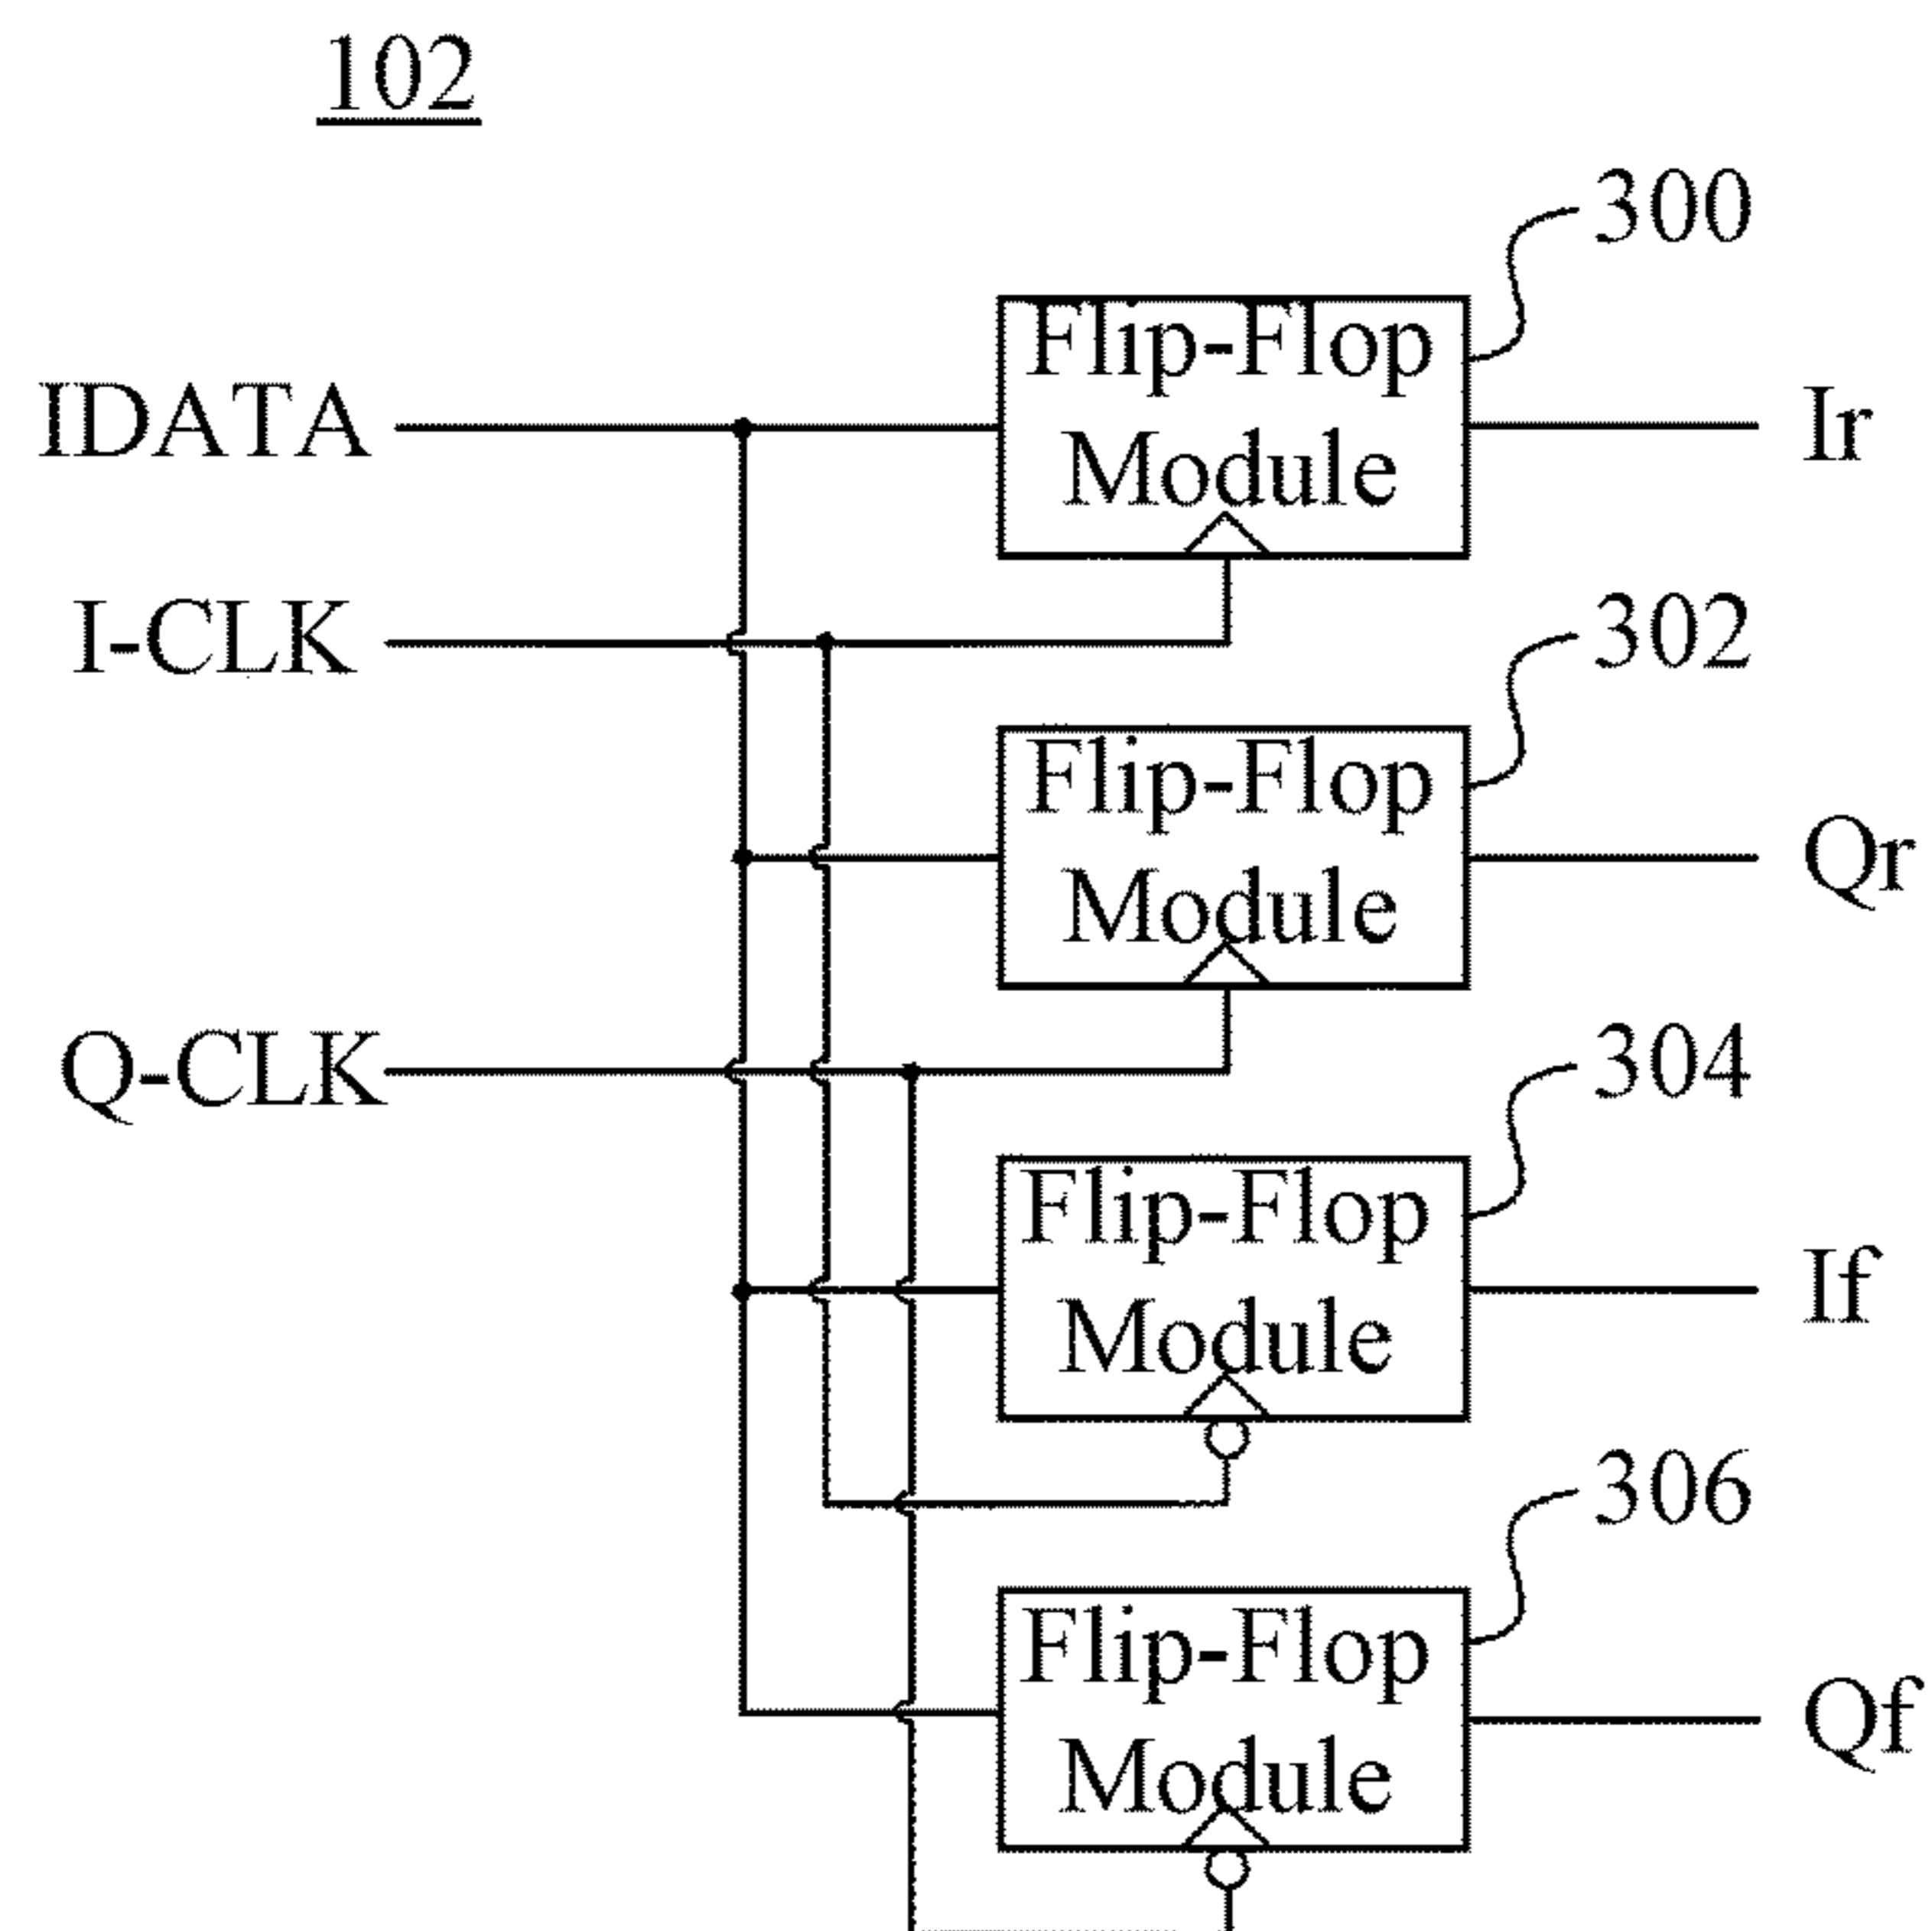 102
300
Flip-Flop
Module
IDATA
Ir
I-CLK
302
Flip-Flop
Module
Qr
Q-CLK
304
Flip-Flop
Module
If
306
Flip-Flop
Module
Qf